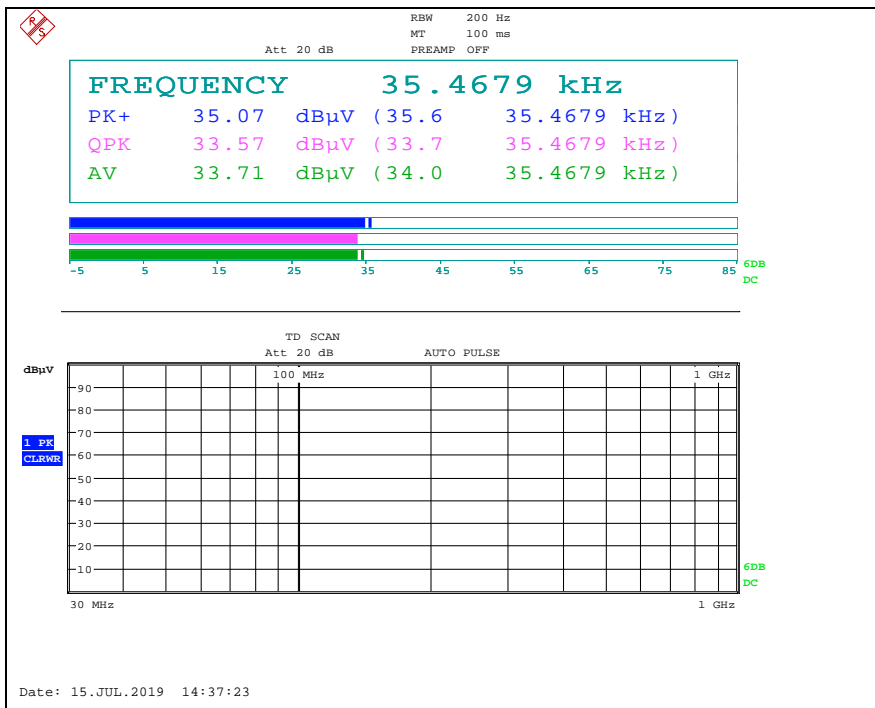 R
S
RBW 200 Hz
MT 100 ms
Att 20 dB PREAMP OFF
FREQUENCY 35.4679 kHz
PK+ 35.07 dBµV (35.6 35.4679 kHz)
QPK 33.57 dBµV (33.7 35.4679 kHz)
AV 33.71 dBµV (34.0 35.4679 kHz)
-5 5 15 25 35 45 55 65 75 85
6DB
DC
TD SCAN
Att 20 dB AUTO PULSE
dBµV
100 MHz 1 GHz
90
80
70
1 PK
CLRWR
60
50
40
30
20
10
6DB
DC
30 MHz 1 GHz
Date: 15.JUL.2019 14:37:23